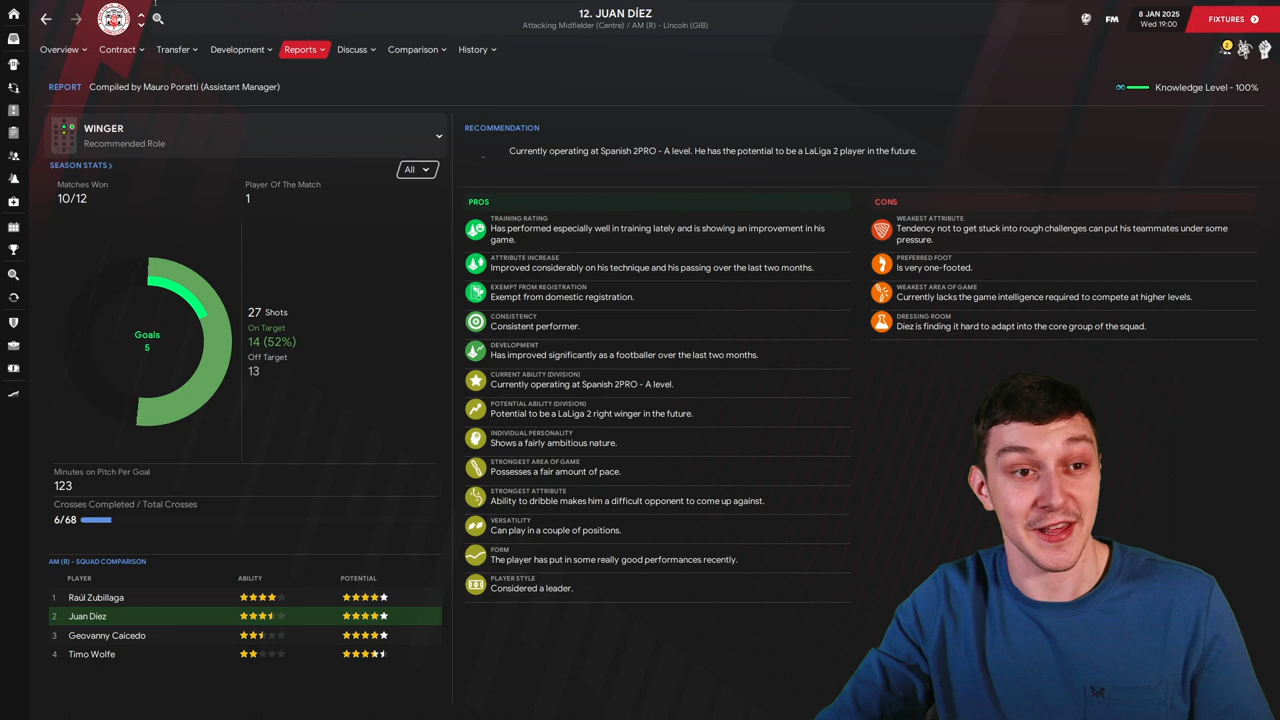 12. JUAN DÍEZ
Attacking Midfielder (Centre) / AM (R) - Lincoln (GIB)
FM
8 JAN 2025
Wed 19:00
FIXTURES
Overview
Contract
Transfer
Development
Reports
Discuss
Comparison
History
2
REPORT Compiled by Mauro Poratti (Assistant Manager)
Knowledge Level - 100%
WINGER
Recommended Role
SEASON STATS
All
Matches Won
10/12
Player Of The Match
1
Goals
5
27 Shots
On Target
14 (52%)
Off Target
13
Minutes on Pitch Per Goal
123
Crosses Completed / Total Crosses
6/68
AM (R) - SQUAD COMPARISON
PLAYER ABILITY POTENTIAL
1 Raúl Zubillaga
2 Juan Díez
3 Geovanny Caicedo
4 Timo Wolfe
RECOMMENDATION
Currently operating at Spanish 2PRO - A level. He has the potential to be a LaLiga 2 player in the future.
PROS
TRAINING RATING
Has performed especially well in training lately and is showing an improvement in his
game.
ATTRIBUTE INCREASE
Improved considerably on his technique and his passing over the last two months.
EXEMPT FROM REGISTRATION
Exempt from domestic registration.
CONSISTENCY
Consistent performer.
DEVELOPMENT
Has improved significantly as a footballer over the last two months.
CURRENT ABILITY (DIVISION)
Currently operating at Spanish 2PRO - A level.
POTENTIAL ABILITY (DIVISION)
Potential to be a LaLiga 2 right winger in the future.
INDIVIDUAL PERSONALITY
Shows a fairly ambitious nature.
STRONGEST AREA OF GAME
Possesses a fair amount of pace.
STRONGEST ATTRIBUTE
Ability to dribble makes him a difficult opponent to come up against.
VERSATILITY
Can play in a couple of positions.
FORM
The player has put in some really good performances recently.
PLAYER STYLE
Considered a leader.
CONS
WEAKEST ATTRIBUTE
Tendency not to get stuck into rough challenges can put his teammates under some
pressure.
PREFERRED FOOT
Is very one-footed.
WEAKEST AREA OF GAME
Currently lacks the game intelligence required to compete at higher levels.
DRESSING ROOM
Díez is finding it hard to adapt into the core group of the squad.